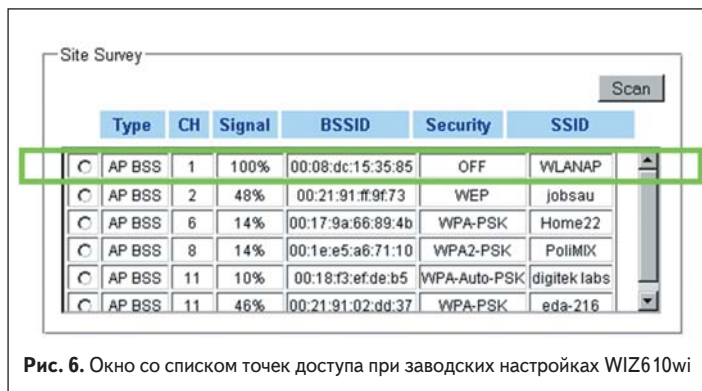 Site Survey
Scan
Type CH Signal BSSID Security SSID
AP BSS 1 100% 00:08:dc:15:35:85 OFF WLANAP
AP BSS 2 48% 00:21:91:ff:9f:73 WEP jobsau
AP BSS 6 14% 00:17:9a:66:89:4b WPA-PSK Home22
AP BSS 8 14% 00:1e:e5:a6:71:10 WPA2-PSK PoliMIX
AP BSS 11 10% 00:18:f3:ef:de:b5 WPA-Auto-PSK digitek labs
AP BSS 11 46% 00:21:91:02:dd:37 WPA-PSK eda-216
Рис. 6. Окно со списком точек доступа при заводских настройках WIZ610wi